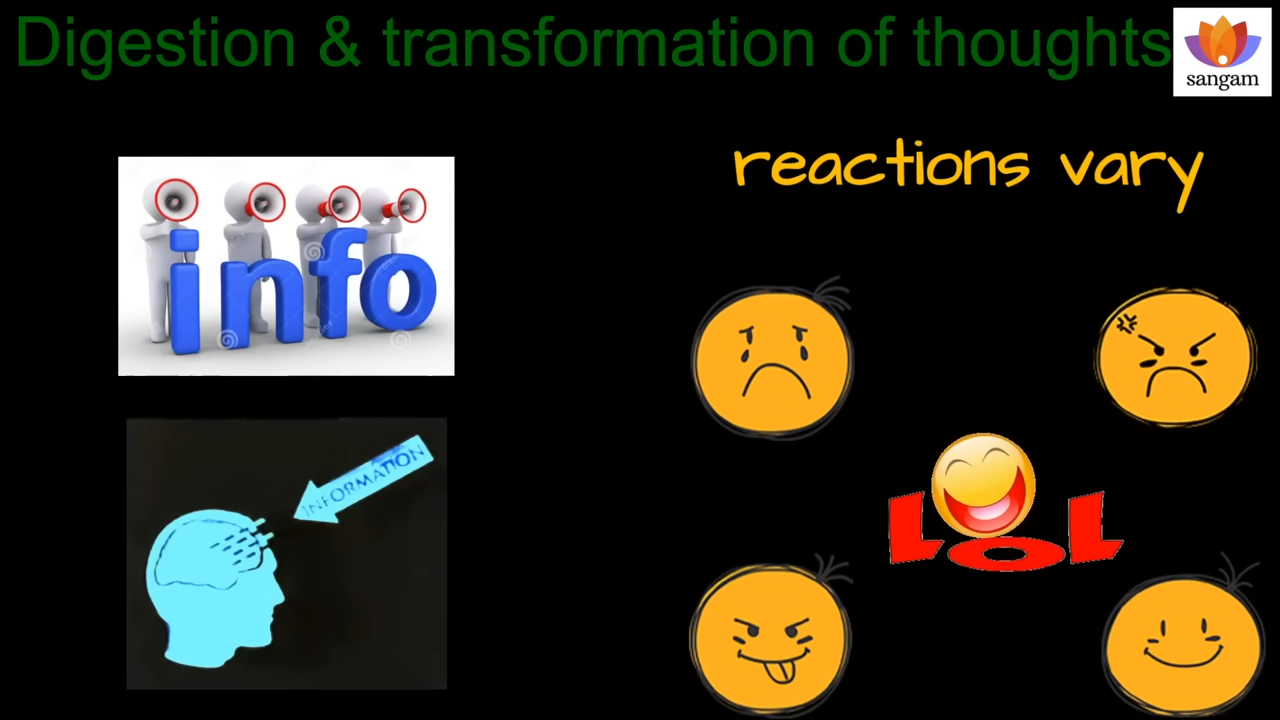 Digestion & transformation of thoughts
sangam
reactions vary
info
INFORMATION
LOL